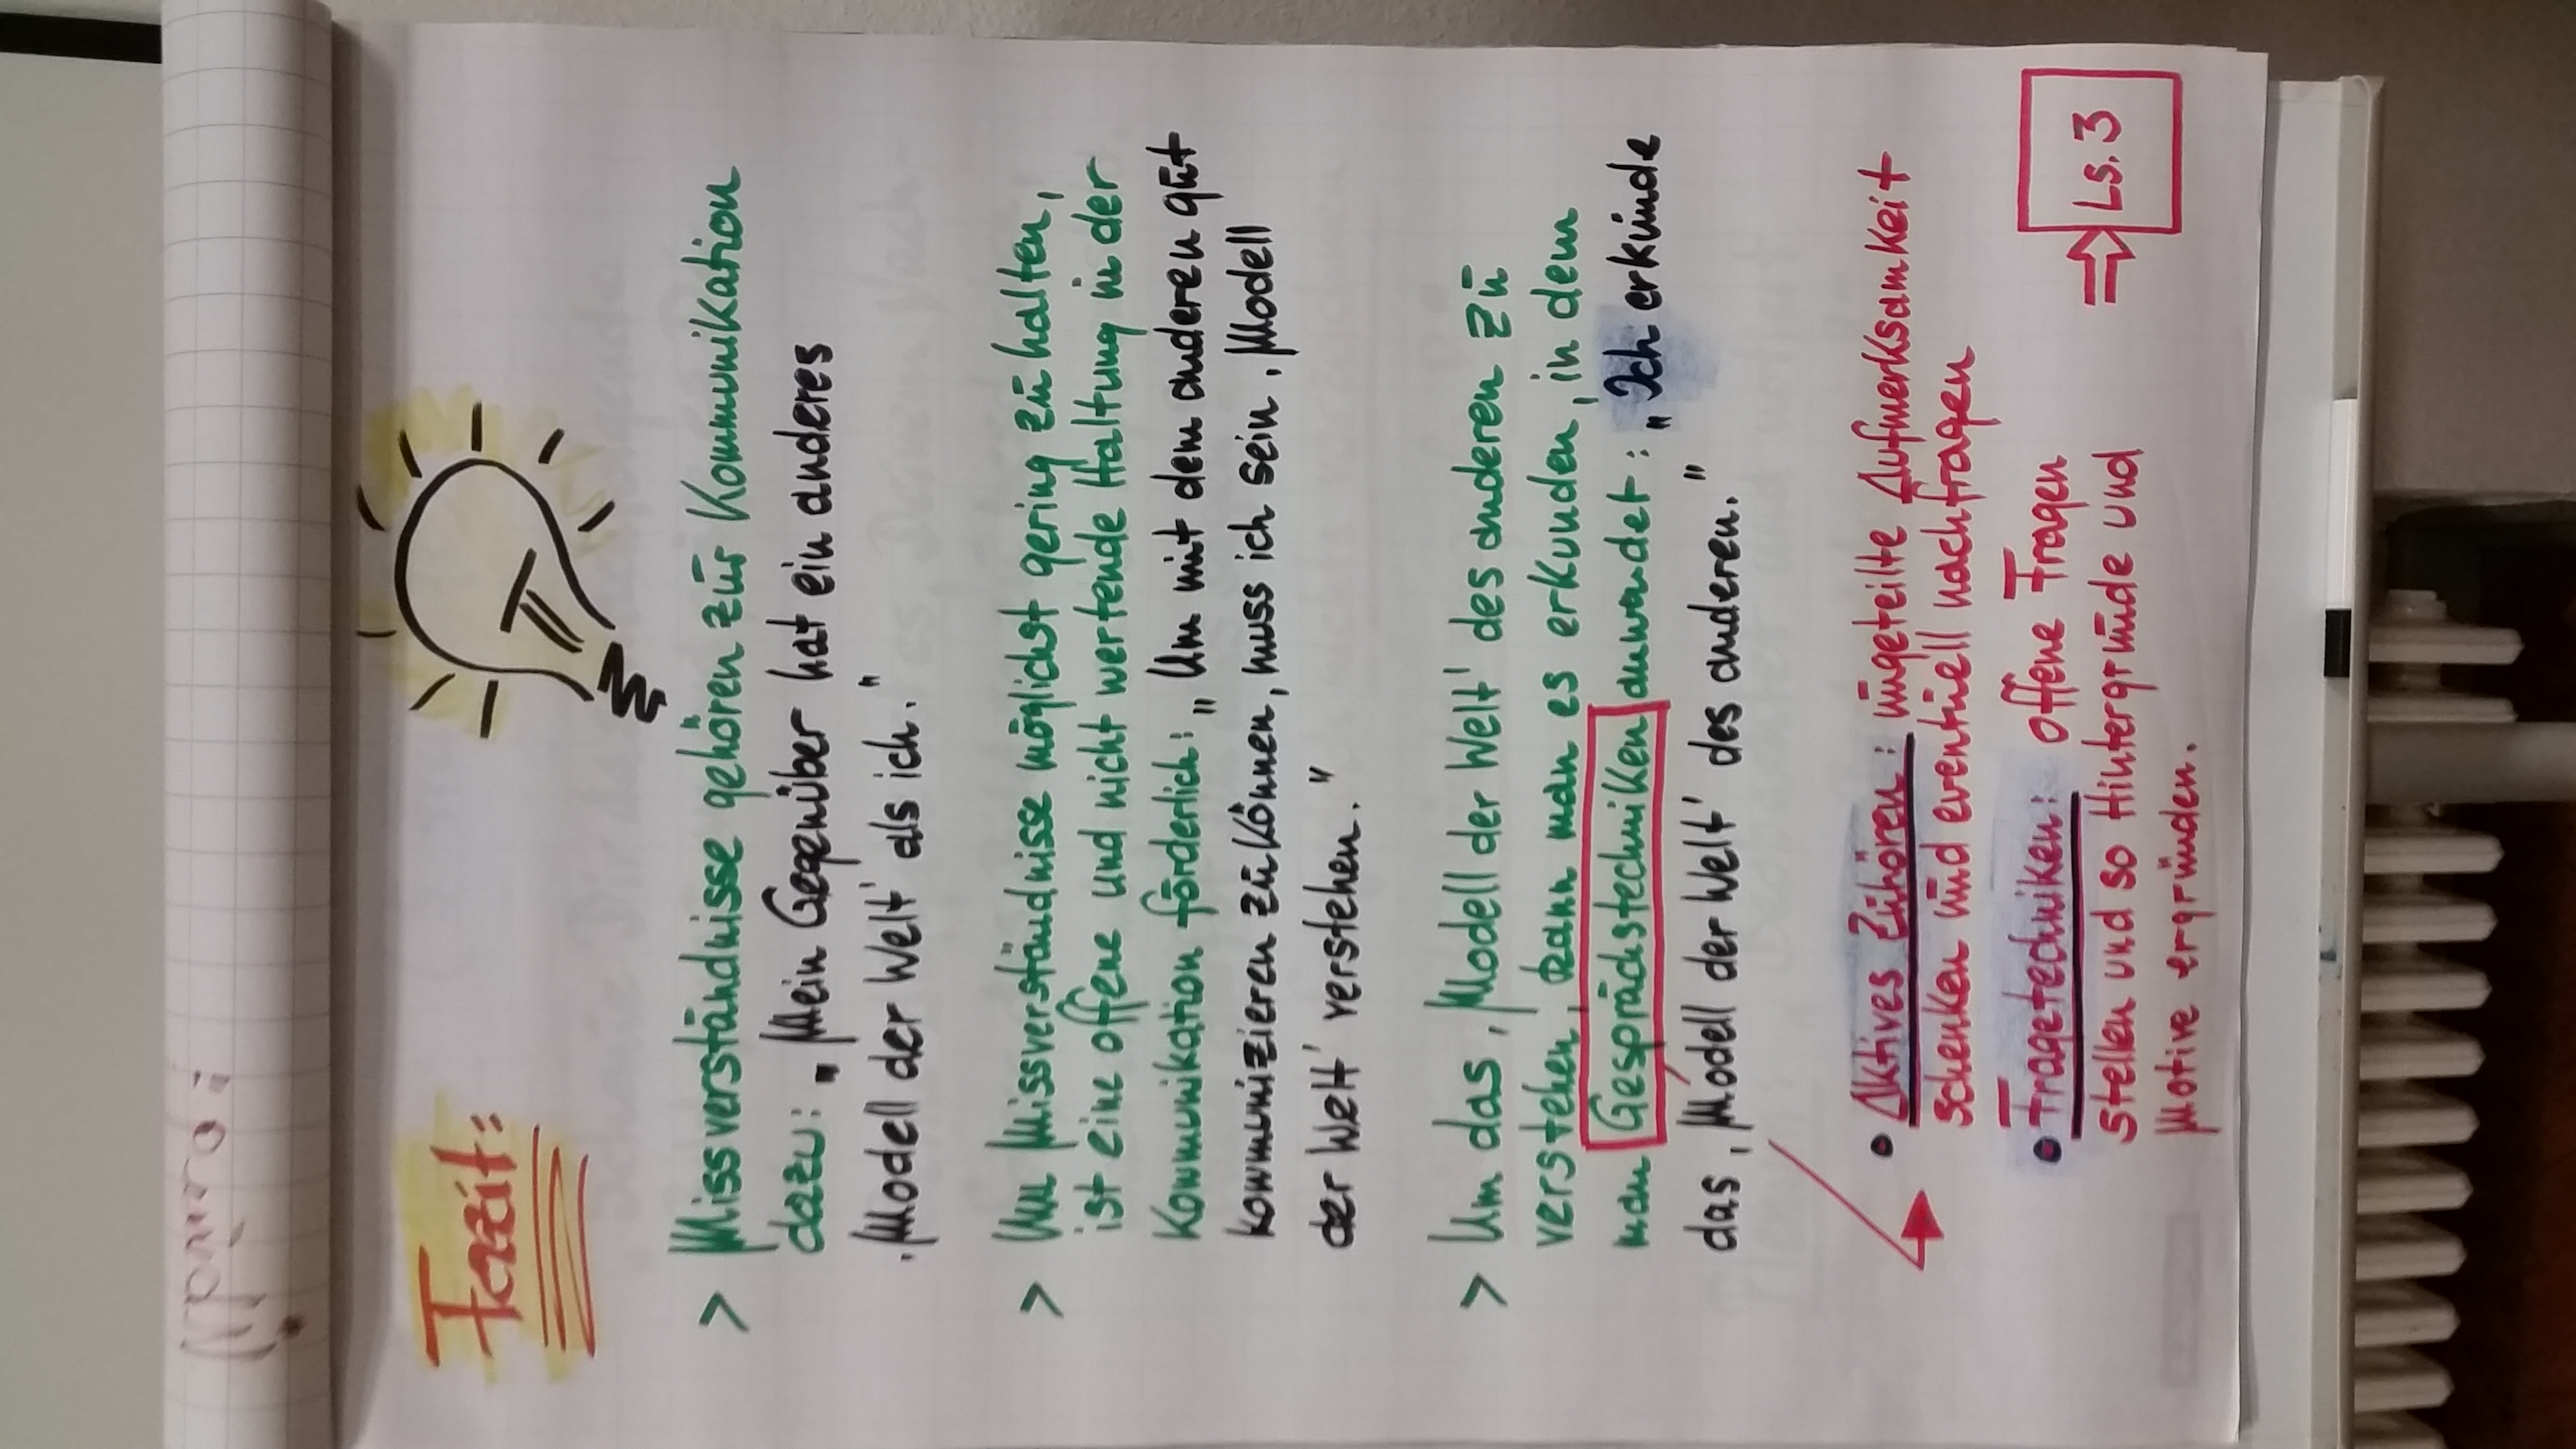 Fazit:
> Missverständnisse gehören zur Kommunikation
dazu: „Mein Gegenüber hat ein anderes
‚Modell der Welt' als ich."
> Um Missverständnisse möglichst gering zu halten,
ist eine offene und nicht wertende Haltung in der
Kommunikation förderlich: „Um mit dem anderen gut
kommunizieren zu können, muss ich sein ‚Modell
der Welt' verstehen."
> Um das ‚Modell der Welt' des anderen zu
verstehen, kann man es erkunden, in dem
man Gesprächstechniken anwendet: „Ich erkunde
das ‚Modell der Welt' des anderen."
• Aktives Zuhören: ungeteilte Aufmerksamkeit
schenken und eventuell nachfragen
• Fragetechniken: offene Fragen
stellen und so Hintergründe und
Motive ergründen.
Ls. 3